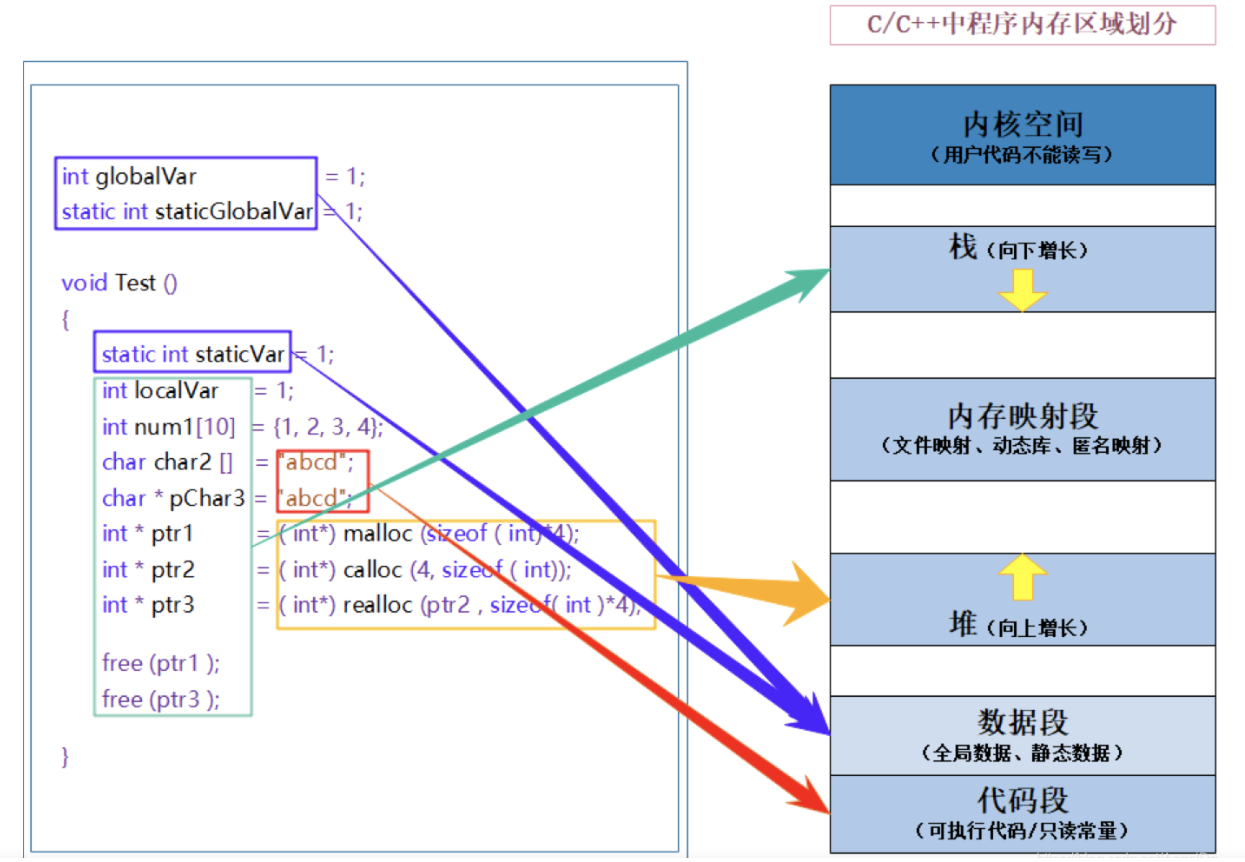 C/C++中程序内存区域划分
int globalVar = 1;
static int staticGlobalVar = 1;
void Test ()
{
static int staticVar = 1;
int localVar = 1;
int num1[10] = {1, 2, 3, 4};
char char2 [] = "abcd";
char * pChar3 = "abcd";
int * ptr1 = ( int*) malloc (sizeof ( int)*4);
int * ptr2 = ( int*) calloc (4, sizeof ( int));
int * ptr3 = ( int*) realloc (ptr2 , sizeof( int )*4);
free (ptr1 );
free (ptr3 );
}
内核空间
（用户代码不能读写）
栈（向下增长）
内存映射段
（文件映射、动态库、匿名映射）
堆（向上增长）
数据段
（全局数据、静态数据）
代码段
（可执行代码/只读常量）